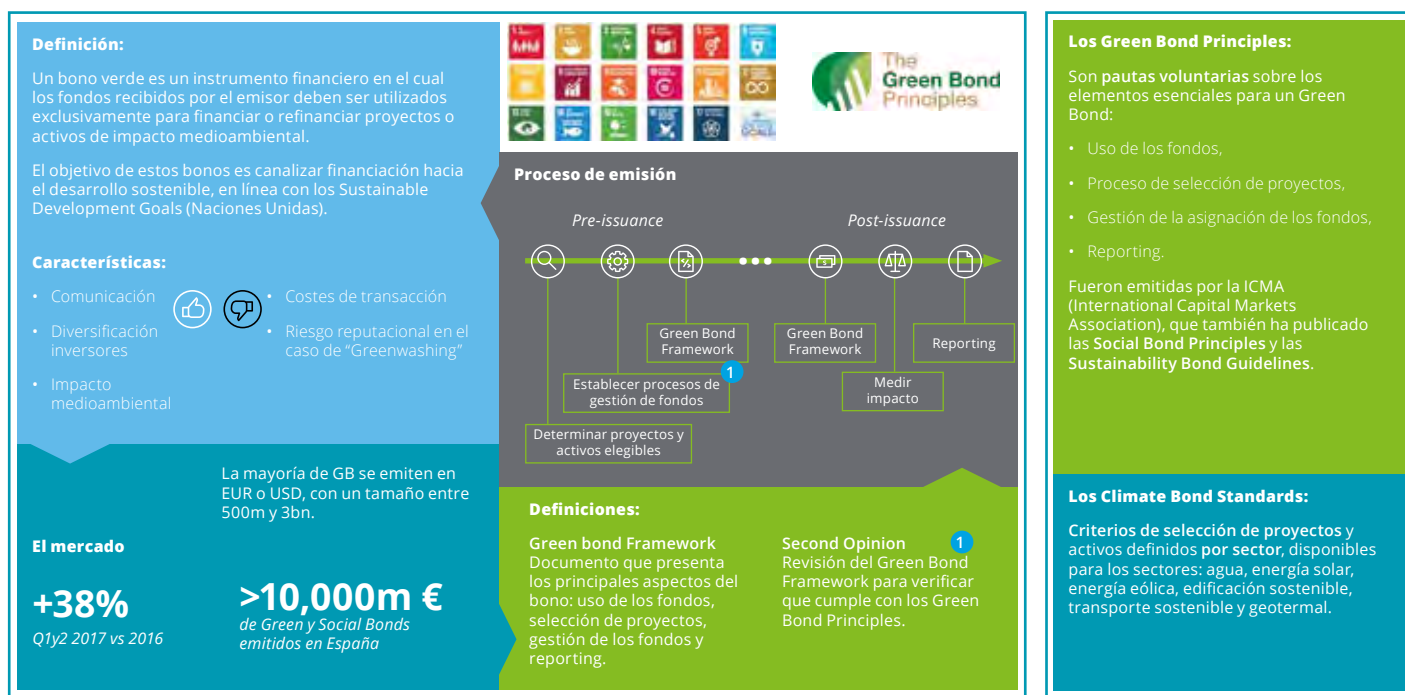 Definición:
Un bono verde es un instrumento financiero en el cual
los fondos recibidos por el emisor deben ser utilizados
exclusivamente para financiar o refinanciar proyectos o
activos de impacto medioambiental.
El objetivo de estos bonos es canalizar financiación hacia
el desarrollo sostenible, en línea con los Sustainable
Development Goals (Naciones Unidas).
Características:
• Comunicación
• Diversificación
inversores
• Impacto
medioambiental
• Costes de transacción
• Riesgo reputacional en el
caso de “Greenwashing”
La mayoría de GB se emiten en
EUR o USD, con un tamaño entre
500m y 3bn.
El mercado
+38%
Q1y2 2017 vs 2016
>10,000m €
de Green y Social Bonds
emitidos en España
The
Green Bond
Principles
Proceso de emisión
Pre-issuance
Post-issuance
Green Bond
Framework
1
Establecer procesos de
gestión de fondos
Determinar proyectos y
activos elegibles
Green Bond
Framework
Medir
impacto
Reporting
Definiciones:
Green bond Framework
Documento que presenta
los principales aspectos del
bono: uso de los fondos,
selección de proyectos,
gestión de los fondos y
reporting.
Second Opinion 1
Revisión del Green Bond
Framework para verificar
que cumple con los Green
Bond Principles.
Los Green Bond Principles:
Son pautas voluntarias sobre los
elementos esenciales para un Green
Bond:
• Uso de los fondos,
• Proceso de selección de proyectos,
• Gestión de la asignación de los fondos,
• Reporting.
Fueron emitidas por la ICMA
(International Capital Markets
Association), que también ha publicado
las Social Bond Principles y las
Sustainability Bond Guidelines.
Los Climate Bond Standards:
Criterios de selección de proyectos y
activos definidos por sector, disponibles
para los sectores: agua, energía solar,
energía eólica, edificación sostenible,
transporte sostenible y geotermal.